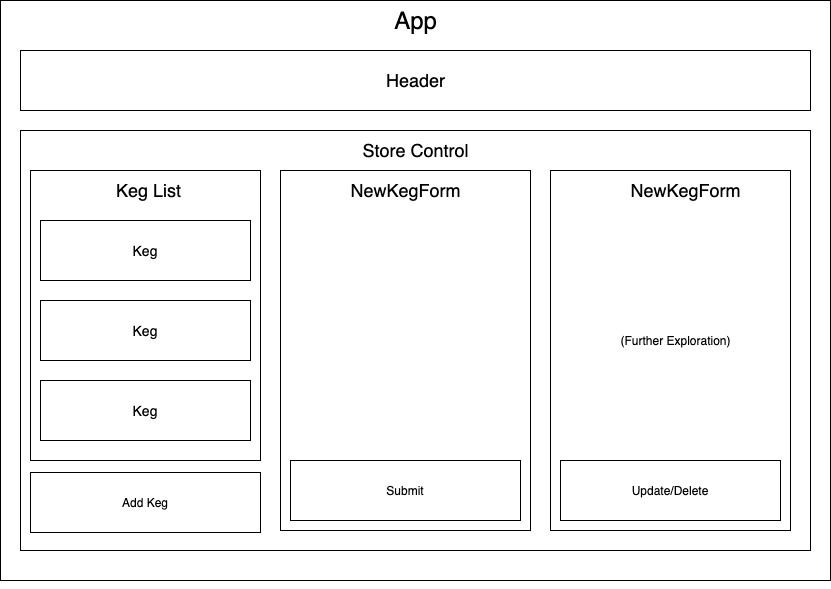 App
Header
Store Control
Keg List
Keg
Keg
Keg
Add Keg
NewKegForm
Submit
NewKegForm
(Further Exploration)
Update/Delete